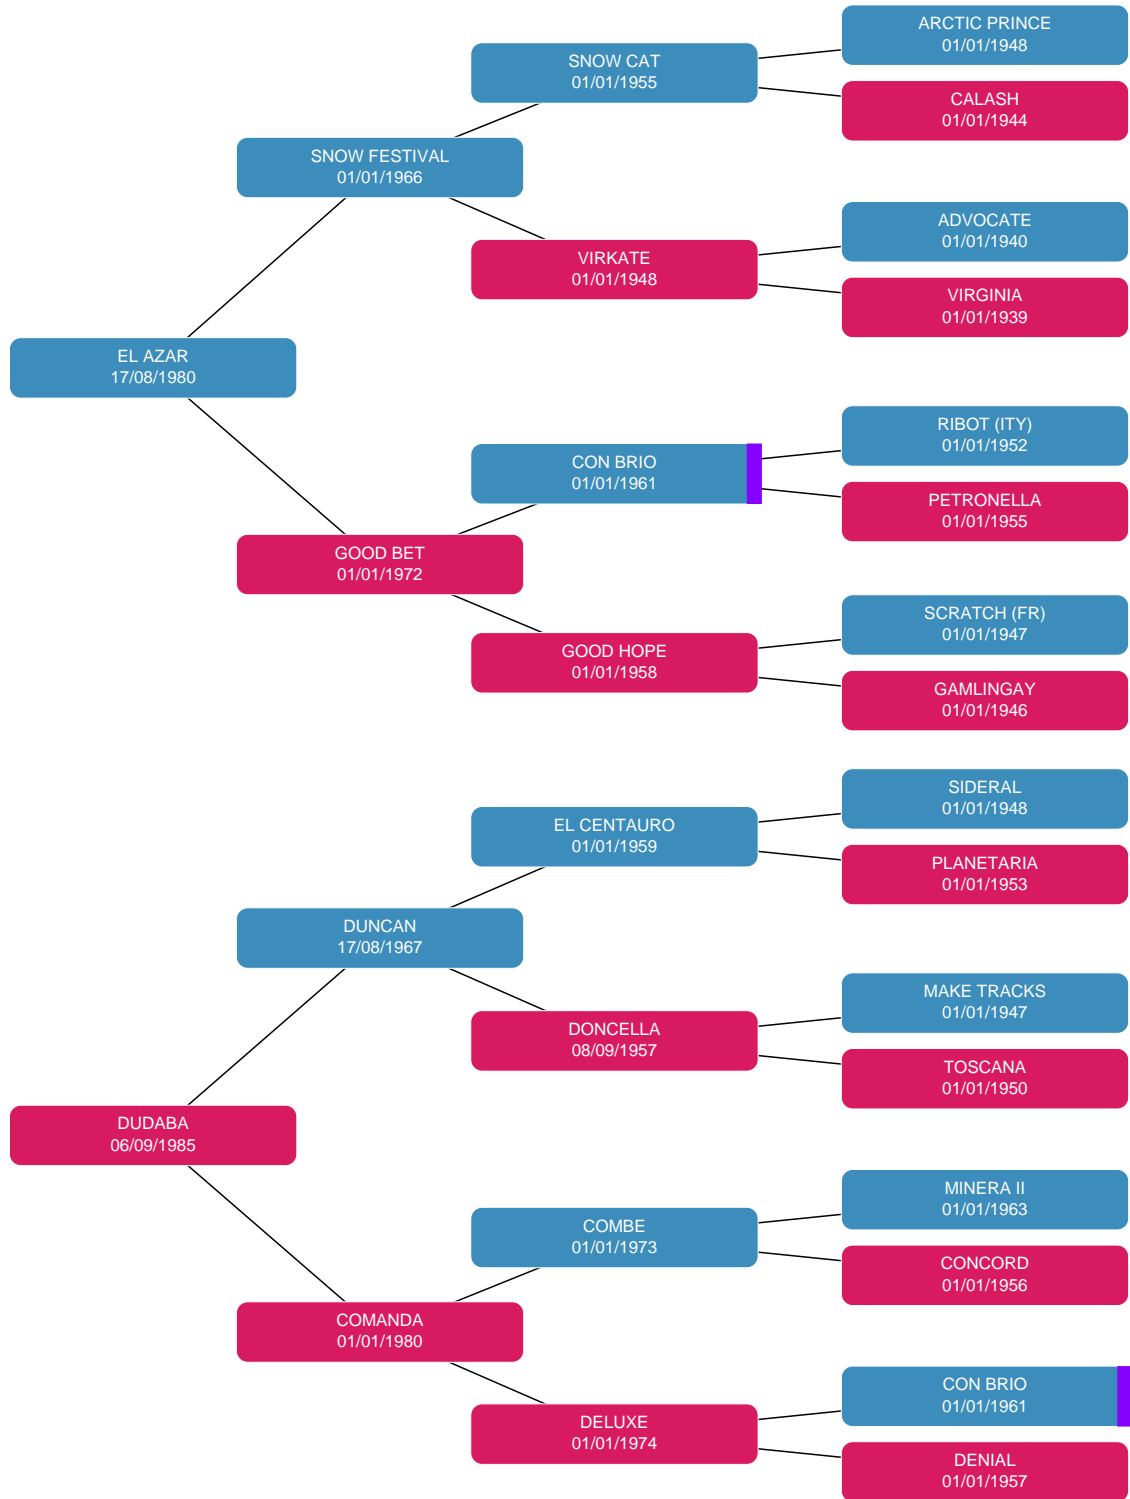 ARCTIC PRINCE
01/01/1948
SNOW CAT
01/01/1955
CALASH
01/01/1944
SNOW FESTIVAL
01/01/1966
ADVOCATE
01/01/1940
VIRKATE
01/01/1948
VIRGINIA
01/01/1939
EL AZAR
17/08/1980
RIBOT (ITY)
01/01/1952
CON BRIO
01/01/1961
PETRONELLA
01/01/1955
GOOD BET
01/01/1972
SCRATCH (FR)
01/01/1947
GOOD HOPE
01/01/1958
GAMLINGAY
01/01/1946
SIDERAL
01/01/1948
EL CENTAURO
01/01/1959
PLANETARIA
01/01/1953
DUNCAN
17/08/1967
MAKE TRACKS
01/01/1947
DONCELLA
08/09/1957
TOSCANA
01/01/1950
DUDABA
06/09/1985
MINERA II
01/01/1963
COMBE
01/01/1973
CONCORD
01/01/1956
COMANDA
01/01/1980
CON BRIO
01/01/1961
DELUXE
01/01/1974
DENIAL
01/01/1957